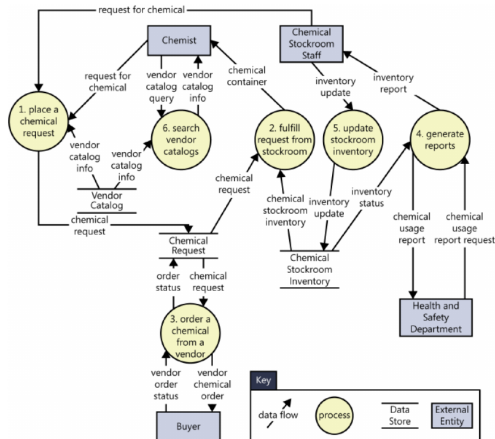 request for chemical
Chemist
Chemical
Stockroom
Staff
request for
chemical
vendor
catalog
query
vendor
catalog
info
chemical
container
inventory
update
inventory
report
1. place a
chemical
request
6. search
vendor
catalogs
2. fulfill
request from
stockroom
5. update
stockroom
inventory
4. generate
reports
vendor
catalog
info
vendor
catalog
info
Vendor
Catalog
chemical
request
chemical
request
chemical
stockroom
inventory
inventory
update
inventory
status
chemical
usage
report
chemical
usage
report request
Chemical
Request
Chemical
Stockroom
Inventory
order
status
chemical
request
Health and
Safety
Department
3. order a
chemical
from a
vendor
vendor
order
status
vendor
chemical
order
Buyer
Key
data flow
process
Data
Store
External
Entity